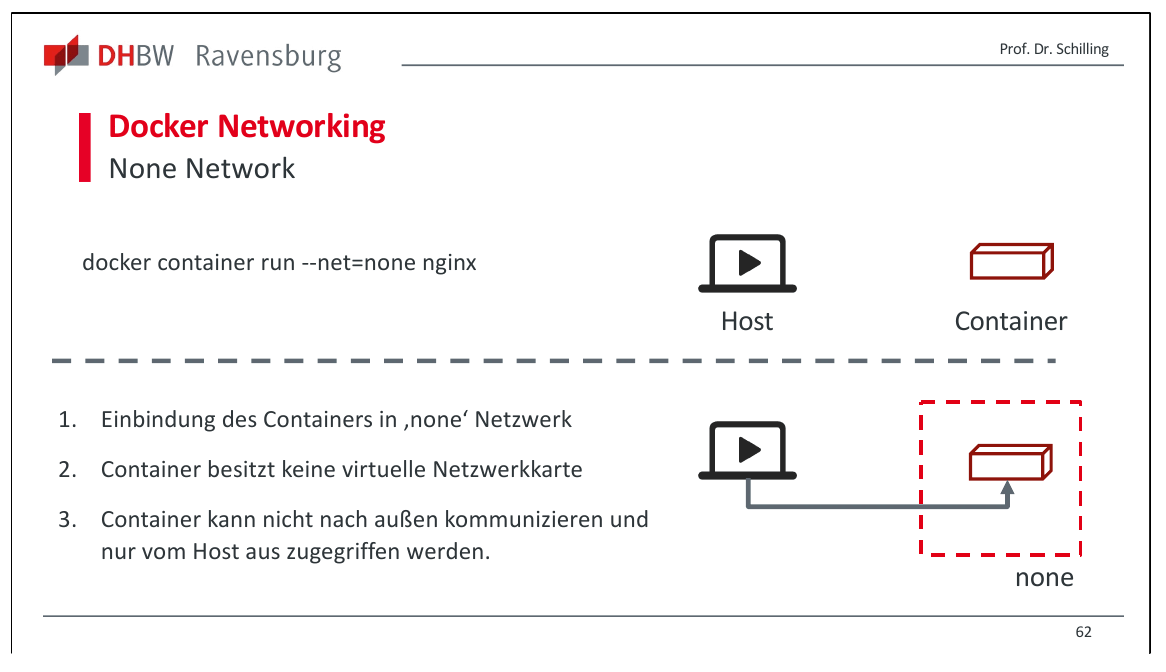 DHBW Ravensburg
Prof. Dr. Schilling
Docker Networking
None Network
docker container run --net=none nginx
Host
Container
1. Einbindung des Containers in ‚none‘ Netzwerk
2. Container besitzt keine virtuelle Netzwerkkarte
3. Container kann nicht nach außen kommunizieren und
nur vom Host aus zugegriffen werden.
none
62